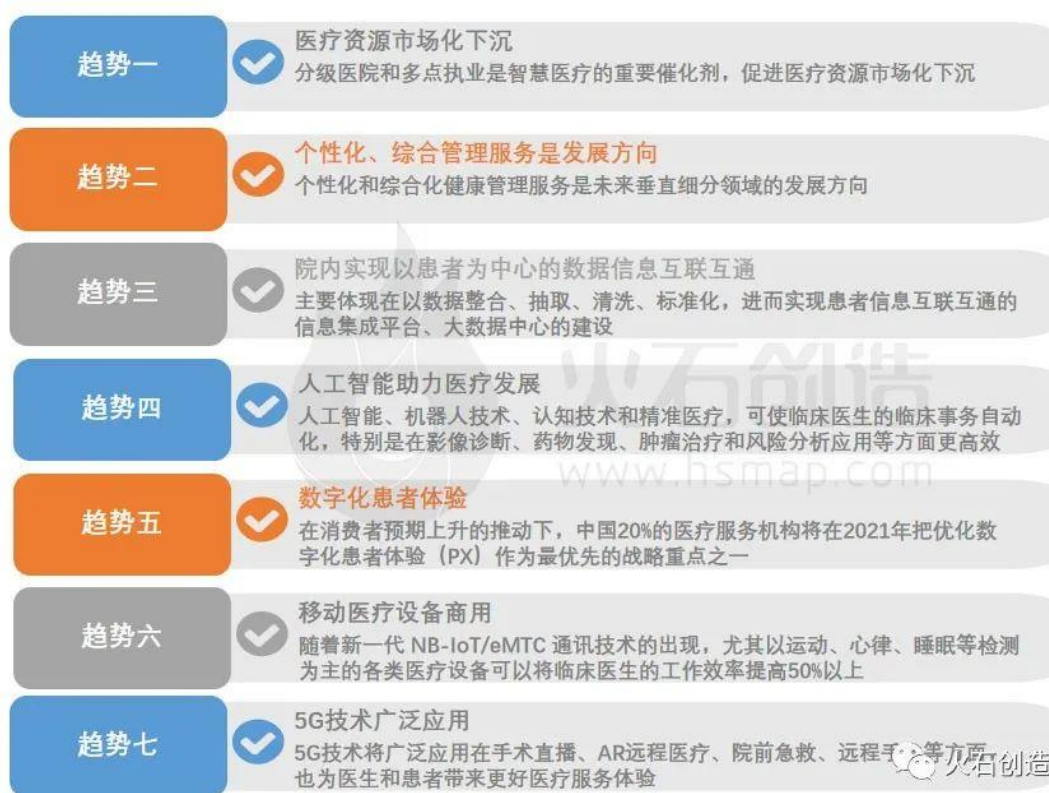 趋势一
医疗资源市场化下沉
分级医院和多点执业是智慧医疗的重要催化剂，促进医疗资源市场化下沉
趋势二
个性化、综合管理服务是发展方向
个性化和综合化健康管理服务是未来垂直细分领域的发展方向
趋势三
院内实现以患者为中心的数据信息互联互通
主要体现在以数据整合、抽取、清洗、标准化，进而实现患者信息互联互通的
信息集成平台、大数据中心的建设
火石创造
www.hsmap.com
趋势四
人工智能助力医疗发展
人工智能、机器人技术、认知技术和精准医疗，可使临床医生的临床事务自动
化，特别是在影像诊断、药物发现、肿瘤治疗和风险分析应用等方面更高效
趋势五
数字化患者体验
在消费者预期上升的推动下，中国20%的医疗服务机构将在2021年把优化数
字化患者体验（PX）作为最优先的战略重点之一
趋势六
移动医疗设备商用
随着新一代 NB-IoT/eMTC 通讯技术的出现，尤其以运动、心律、睡眠等检测
为主的各类医疗设备可以将临床医生的工作效率提高50%以上
趋势七
5G技术广泛应用
5G技术将广泛应用在手术直播、AR远程医疗、院前急救、远程手等方面
也为医生和患者带来更好医疗服务体验
火石创造